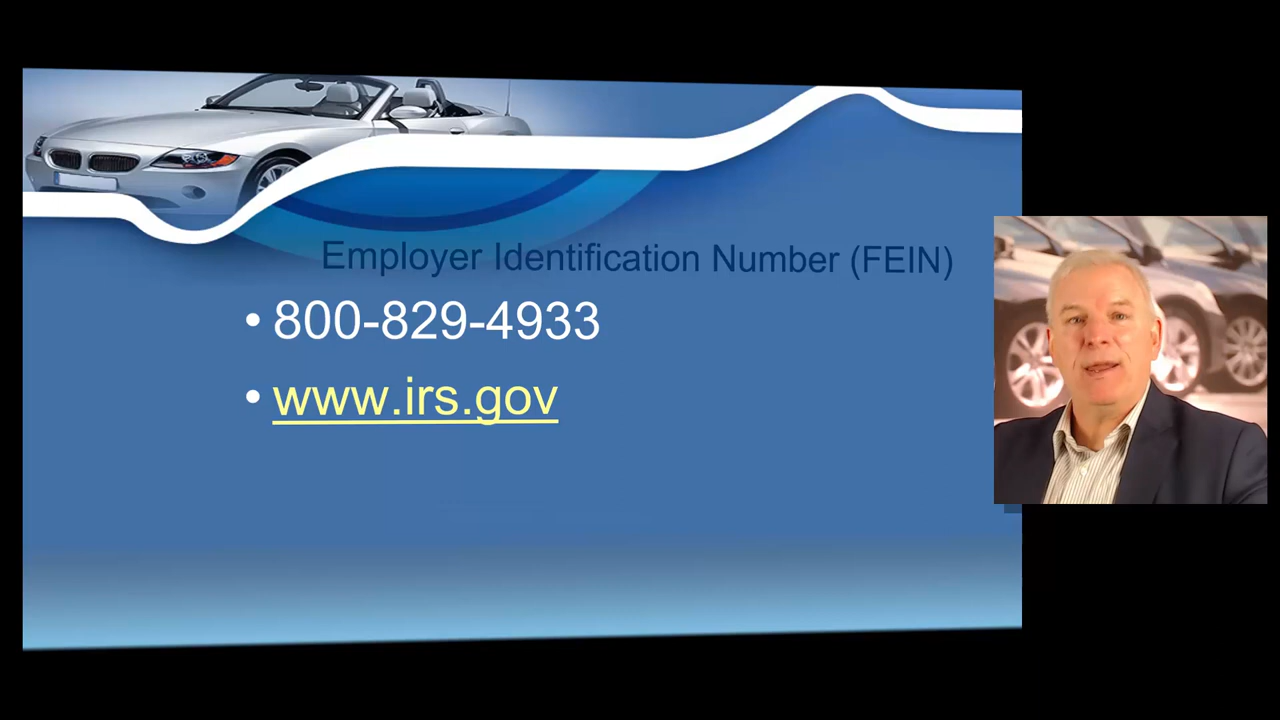 Employer Identification Number (FEIN)
• 800-829-4933
• www.irs.gov